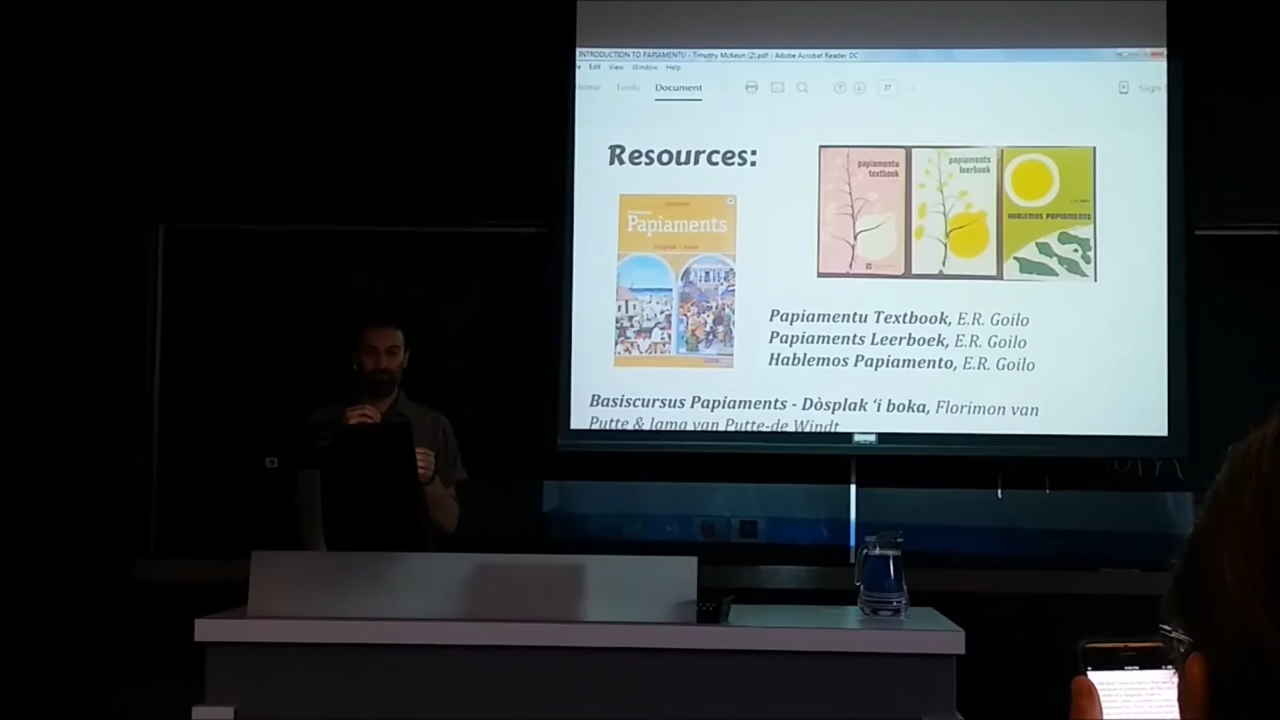 INTRODUCTION TO PAPIAMENTU - Timothy McKeon (2).pdf - Adobe Acrobat Reader DC
Edit View Window Help
Home Tools Document 37 Sign
Resources:
papiamentu
textbook
papiaments
leerboek
HABLEMOS PAPIAMENTO
Papiaments
Papiamentu Textbook, E.R. Goilo
Papiaments Leerboek, E.R. Goilo
Hablemos Papiamento, E.R. Goilo
Basiscursus Papiaments - Dòsplak ‘i boka, Florimon van
Putte & Igma van Putte-de Windt